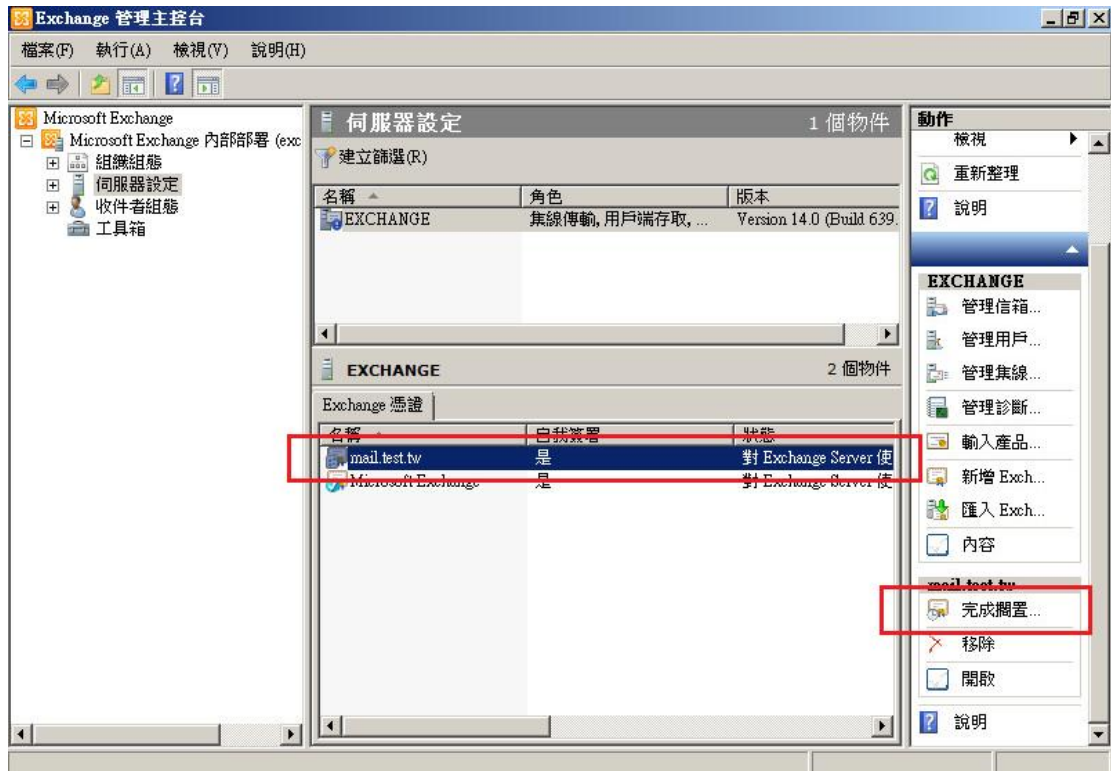 Exchange 管理主控台
檔案(F) 執行(A) 檢視(V) 說明(H)
Microsoft Exchange
Microsoft Exchange 內部部署 (exc
組織組態
伺服器設定
收件者組態
工具箱
伺服器設定 1 個物件
建立篩選(R)
名稱 角色 版本
EXCHANGE 集線傳輸, 用戶端存取, ... Version 14.0 (Build 639.
EXCHANGE 2 個物件
Exchange 憑證
名稱 自我簽署 狀態
mail.test.tw 是 對 Exchange Server 使
Microsoft Exchange 是 對 Exchange Server 使
動作
檢視
重新整理
說明
EXCHANGE
管理信箱...
管理用戶...
管理集線...
管理診斷...
輸入產品...
新增 Exch...
匯入 Exch...
內容
mail.test.tw
完成擱置...
移除
開啟
說明